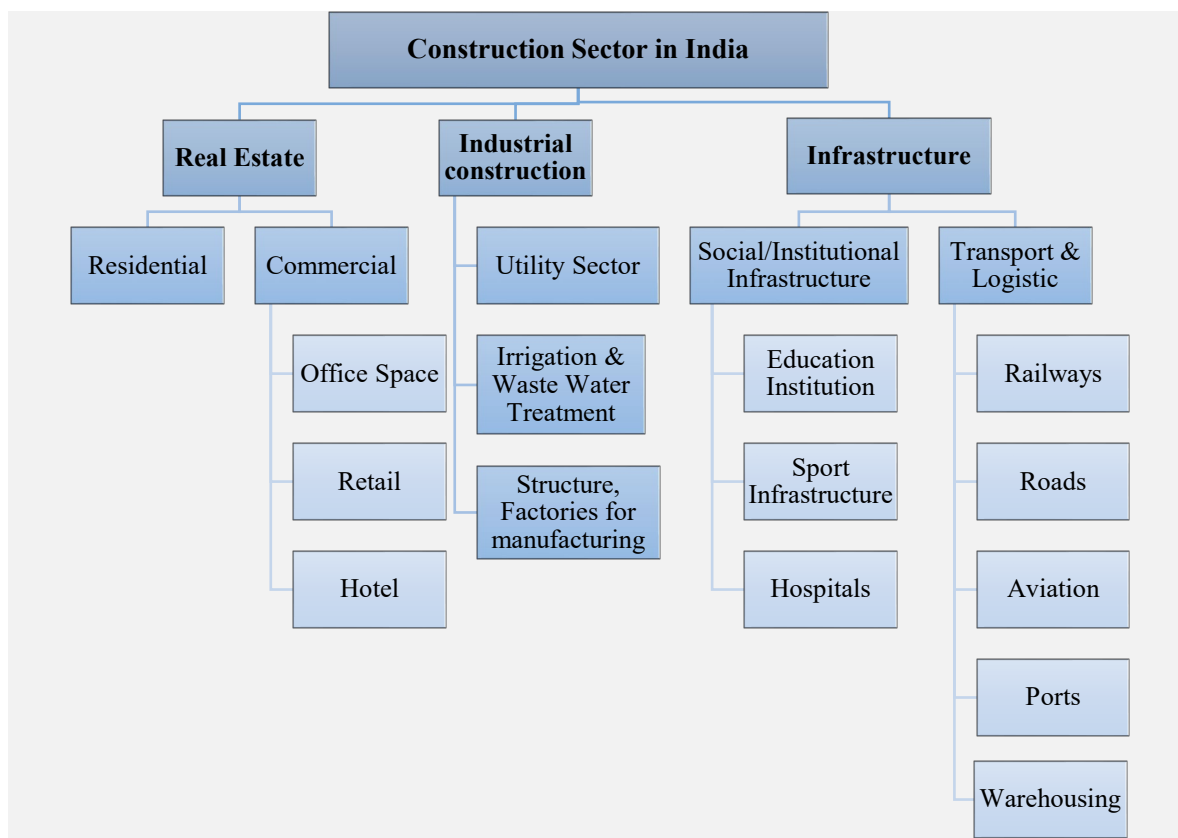 Construction Sector in India
Real Estate
Industrial
construction
Infrastructure
Residential
Commercial
Office Space
Retail
Hotel
Utility Sector
Irrigation &
Waste Water
Treatment
Structure,
Factories for
manufacturing
Social/Institutional
Infrastructure
Education
Institution
Sport
Infrastructure
Hospitals
Transport &
Logistic
Railways
Roads
Aviation
Ports
Warehousing